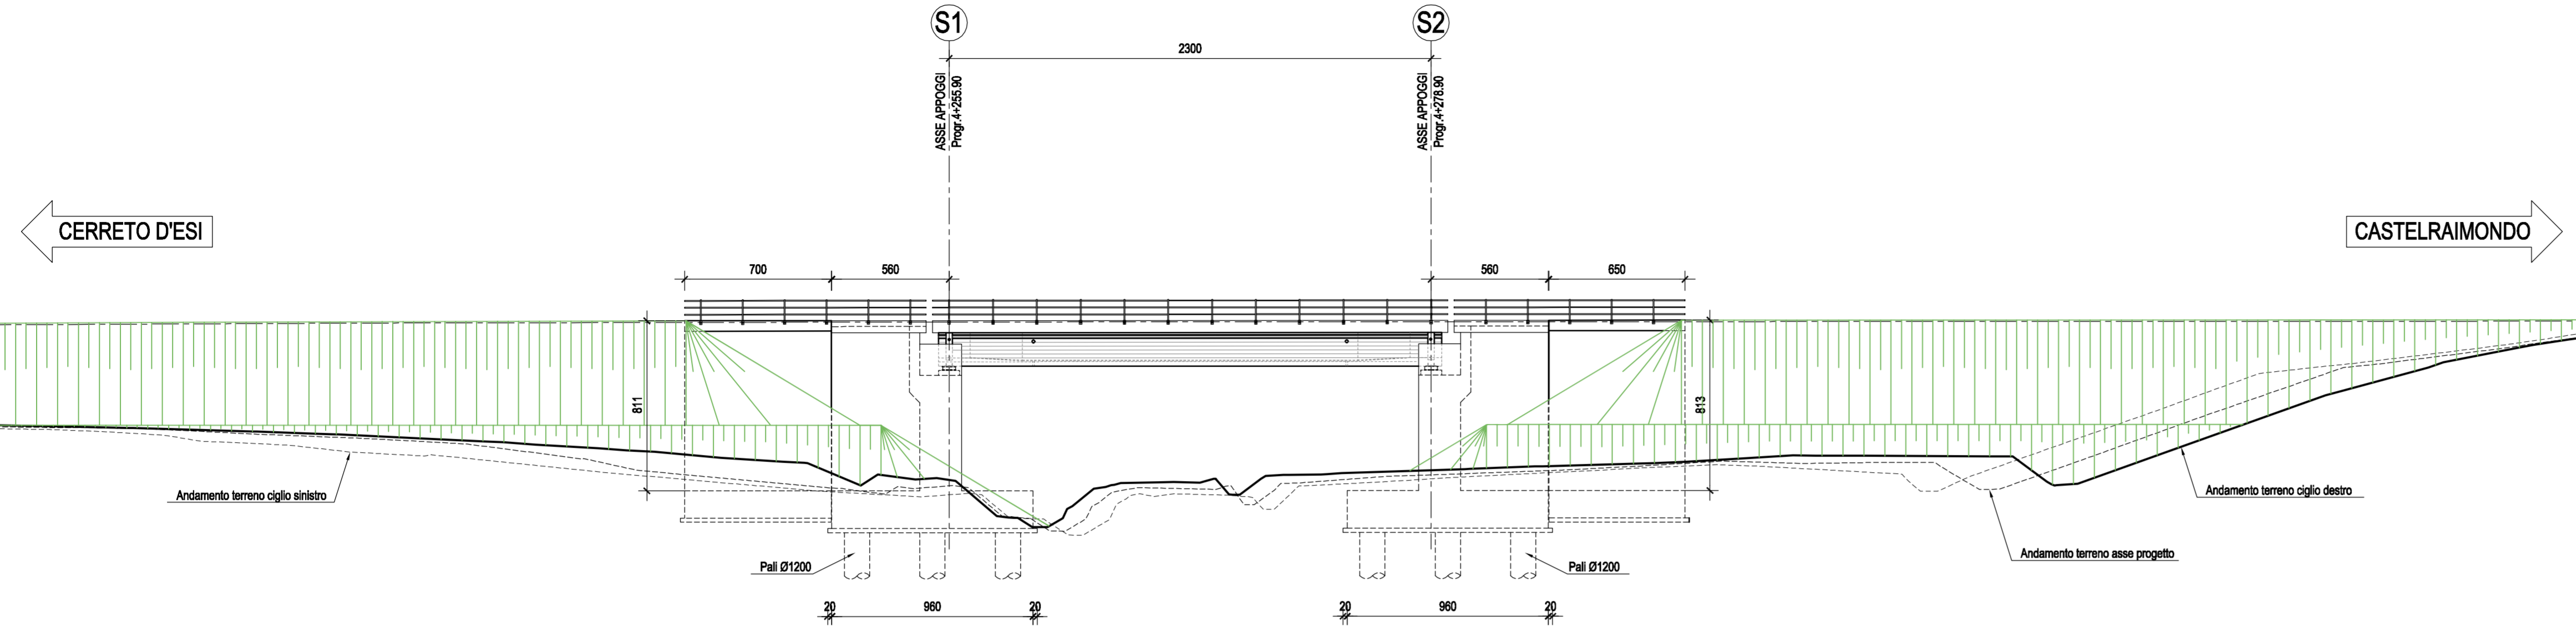 S1
S2
2300
ASSE APPOGGI
Progr.4+255.90
ASSE APPOGGI
Progr.4+278.90
CERRETO D'ESI
CASTELRAIMONDO
700
560
560
650
811
813
Andamento terreno ciglio sinistro
Andamento terreno ciglio destro
Andamento terreno asse progetto
Pali Ø1200
Pali Ø1200
20
960
20
20
960
20